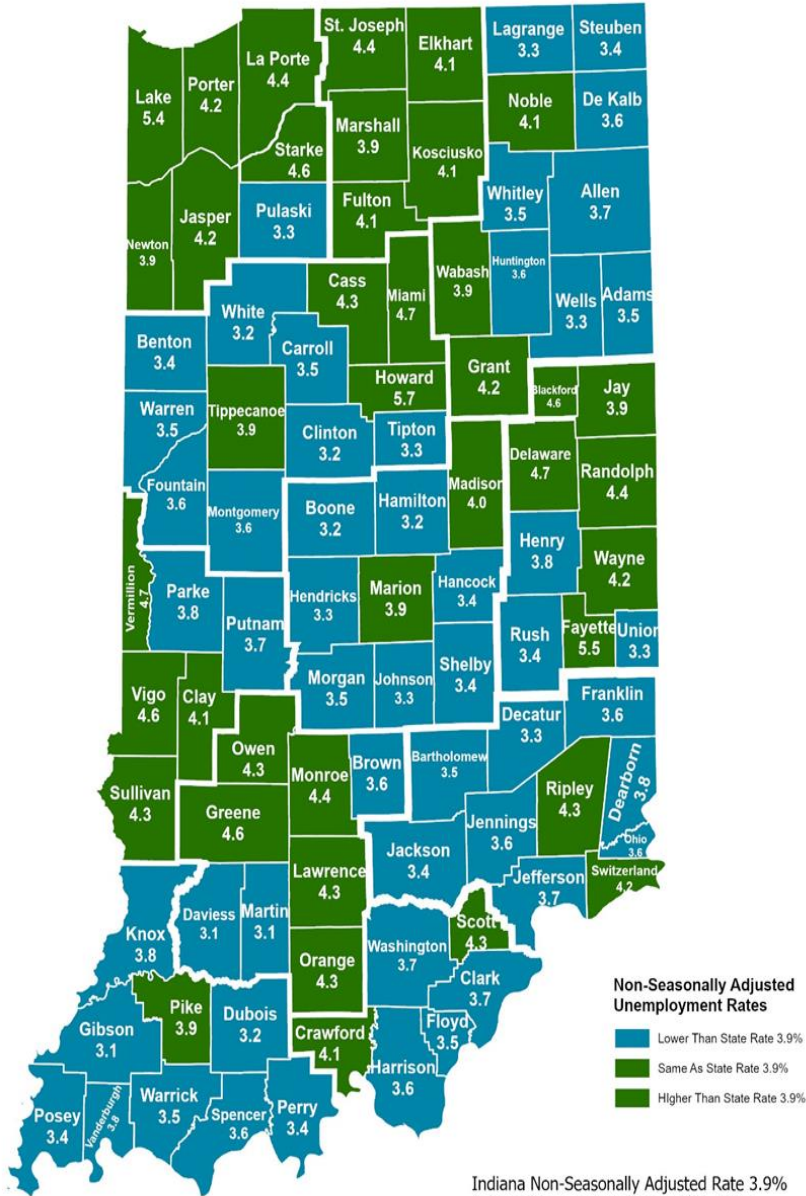 St. Joseph
4.4
Elkhart
4.1
Lagrange
3.3
Steuben
3.4
La Porte
4.4
Porter
4.2
Lake
5.4
Noble
4.1
De Kalb
3.6
Marshall
3.9
Kosciusko
4.1
Starke
4.6
Whitley
3.5
Allen
3.7
Fulton
4.1
Pulaski
3.3
Jasper
4.2
Newton
3.9
Wabash
3.9
Huntington
3.6
Cass
4.3
Miami
4.7
Wells
3.3
Adams
3.5
White
3.2
Benton
3.4
Carroll
3.5
Grant
4.2
Howard
5.7
Blackford
4.6
Jay
3.9
Warren
3.5
Tippecanoe
3.9
Clinton
3.2
Tipton
3.3
Delaware
4.7
Randolph
4.4
Madison
4.0
Fountain
3.6
Montgomery
3.6
Boone
3.2
Hamilton
3.2
Henry
3.8
Wayne
4.2
Vermillion
4.7
Parke
3.8
Putnam
3.7
Hendricks
3.3
Marion
3.9
Hancock
3.4
Rush
3.4
Fayette
5.5
Union
3.3
Vigo
4.6
Clay
4.1
Morgan
3.5
Johnson
3.3
Shelby
3.4
Decatur
3.3
Franklin
3.6
Owen
4.3
Monroe
4.4
Brown
3.6
Bartholomew
3.5
Ripley
4.3
Dearborn
3.8
Sullivan
4.3
Greene
4.6
Jennings
3.6
Ohio
3.6
Jackson
3.4
Switzerland
4.2
Lawrence
4.3
Jefferson
3.7
Knox
3.8
Daviess
3.1
Martin
3.1
Scott
4.3
Washington
3.7
Orange
4.3
Clark
3.7
Pike
3.9
Dubois
3.2
Gibson
3.1
Crawford
4.1
Floyd
3.5
Harrison
3.6
Posey
3.4
Vanderburgh
3.8
Warrick
3.5
Spencer
3.6
Perry
3.4
Non-Seasonally Adjusted
Unemployment Rates
Lower Than State Rate 3.9%
Same As State Rate 3.9%
HIgher Than State Rate 3.9%
Indiana Non-Seasonally Adjusted Rate 3.9%